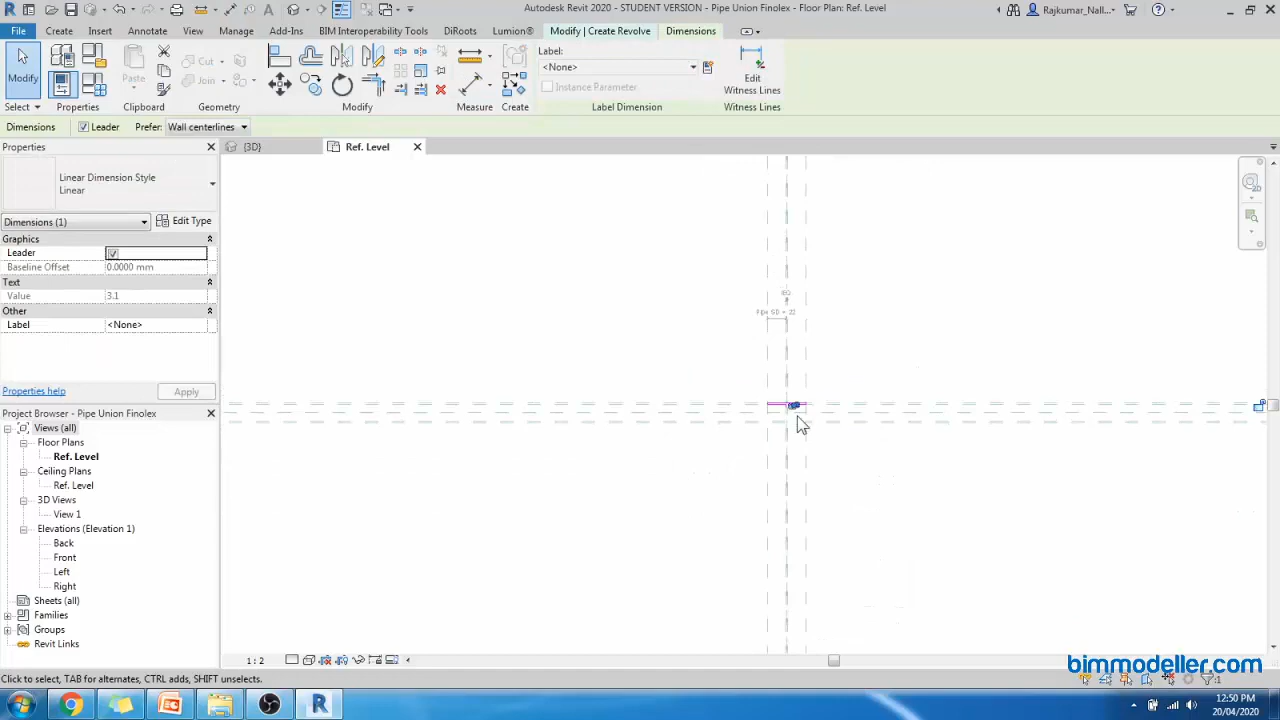 Autodesk Revit 2020 - STUDENT VERSION - Pipe Union Finolex - Floor Plan: Ref. Level
Rajkumar_Nall...
File Create Insert Annotate View Manage Add-Ins BIM Interoperability Tools DiRoots Lumion® Modify | Create Revolve Dimensions
Modify
Paste
Cut
Join
Label:
<None>
Instance Parameter
Edit
Witness Lines
Select Properties Clipboard Geometry Modify Measure Create Label Dimension Witness Lines
Dimensions Leader Prefer: Wall centerlines
Properties
{3D}
Ref. Level
Linear Dimension Style
Linear
Dimensions (1)
Edit Type
Graphics
Leader
Baseline Offset 0.0000 mm
Text
Value 3.1
Other
Label <None>
Properties help
Apply
Project Browser - Pipe Union Finolex
Views (all)
Floor Plans
Ref. Level
Ceiling Plans
Ref. Level
3D Views
View 1
Elevations (Elevation 1)
Back
Front
Left
Right
Sheets (all)
Families
Groups
Revit Links
1 : 2
Click to select, TAB for alternates, CTRL adds, SHIFT unselects.
:1
bimmodeller.com
12:50 PM
20/04/2020